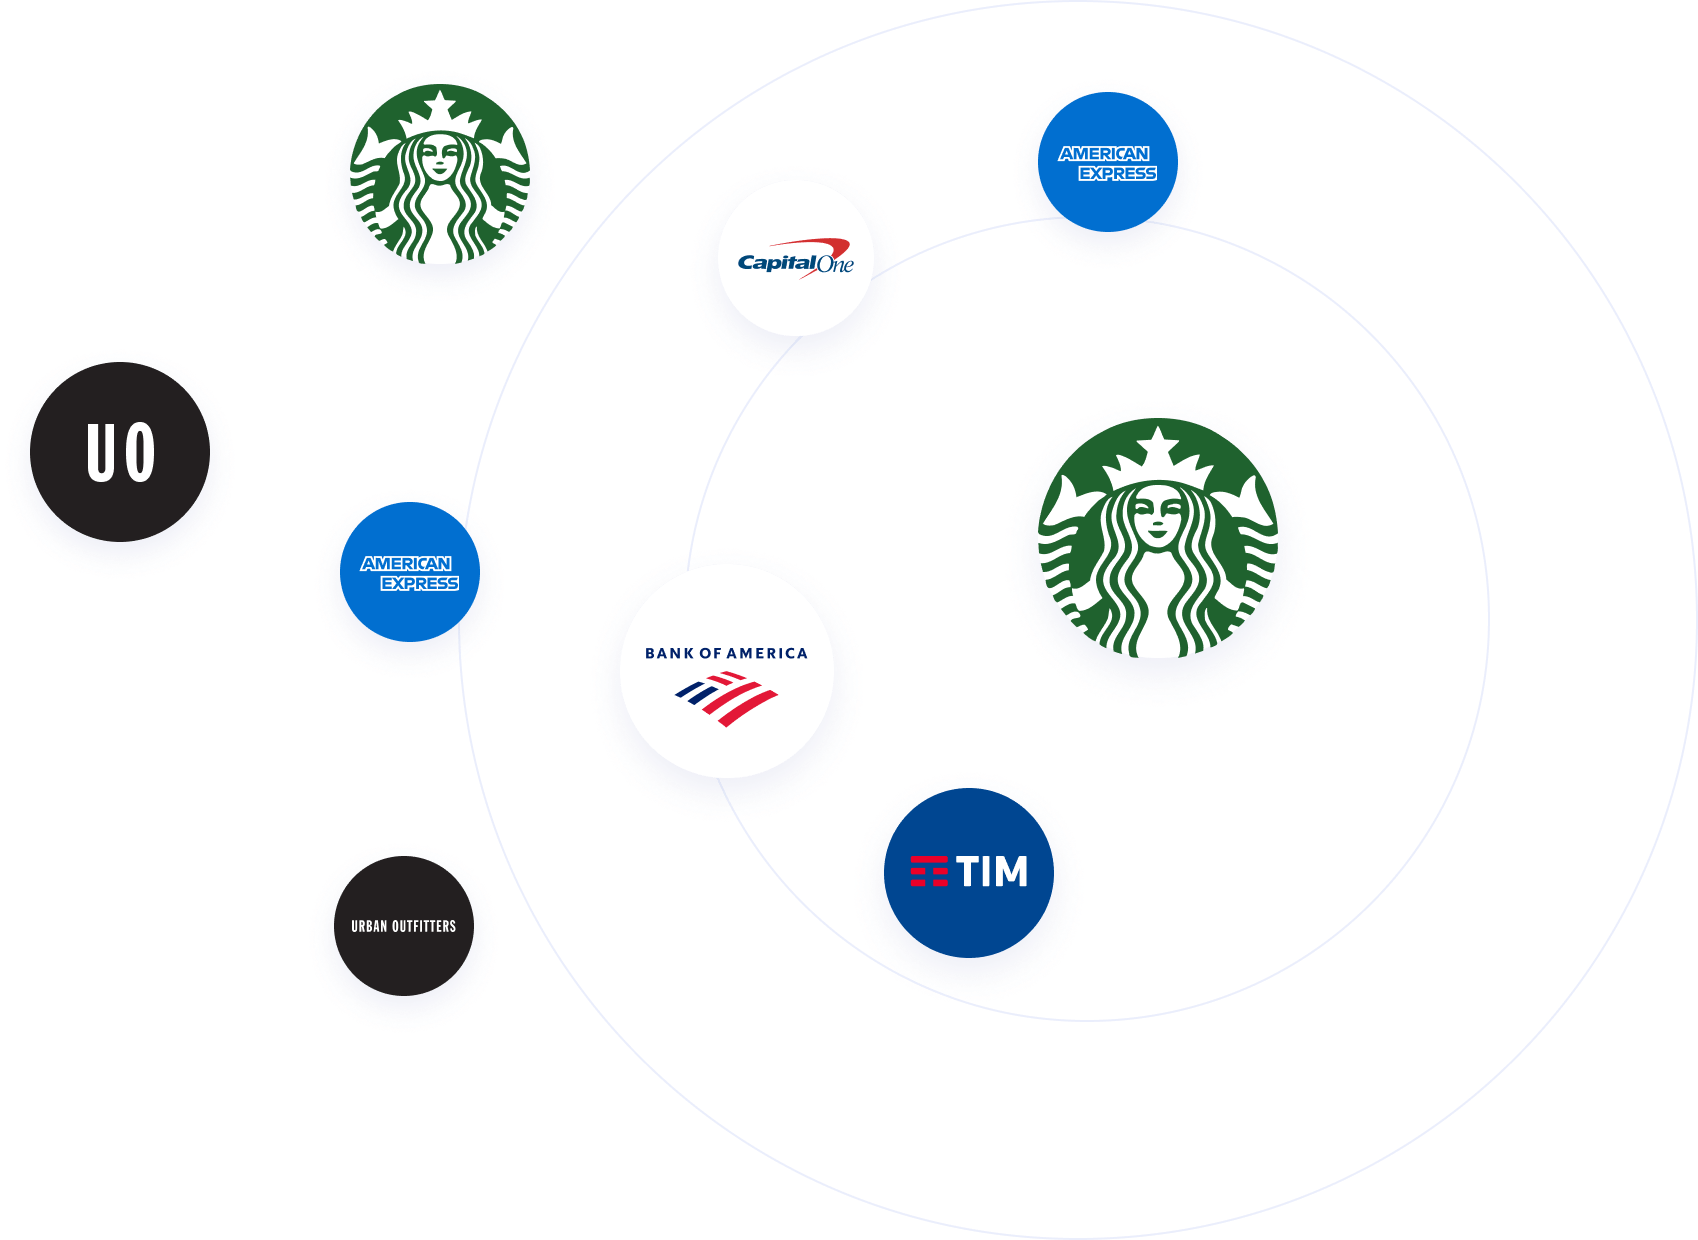 AMERICAN
EXPRESS
CapitalOne
UO
AMERICAN
EXPRESS
BANK OF AMERICA
TIM
URBAN OUTFITTERS